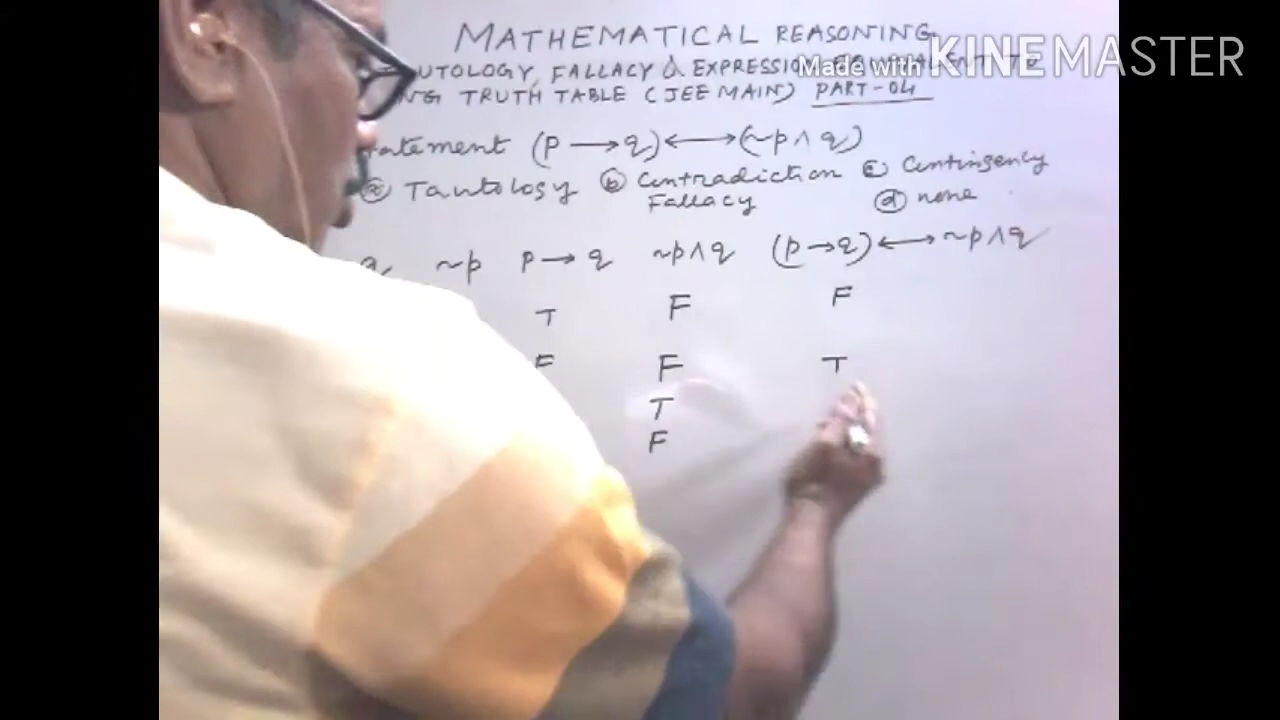 MATHEMATICAL REASONING
UTOLOGY, FALLACY & EXPRESSION
Made with KINEMASTER
NG TRUTH TABLE (JEE MAIN) PART-04
atement (p → q) ↔ (~p ∧ q)
(a) Tautology (b) Contradiction (c) Contingency
Fallacy (d) none
q ~p p → q ~p ∧ q (p → q) ↔ ~p ∧ q
T F F
F F T
T
F